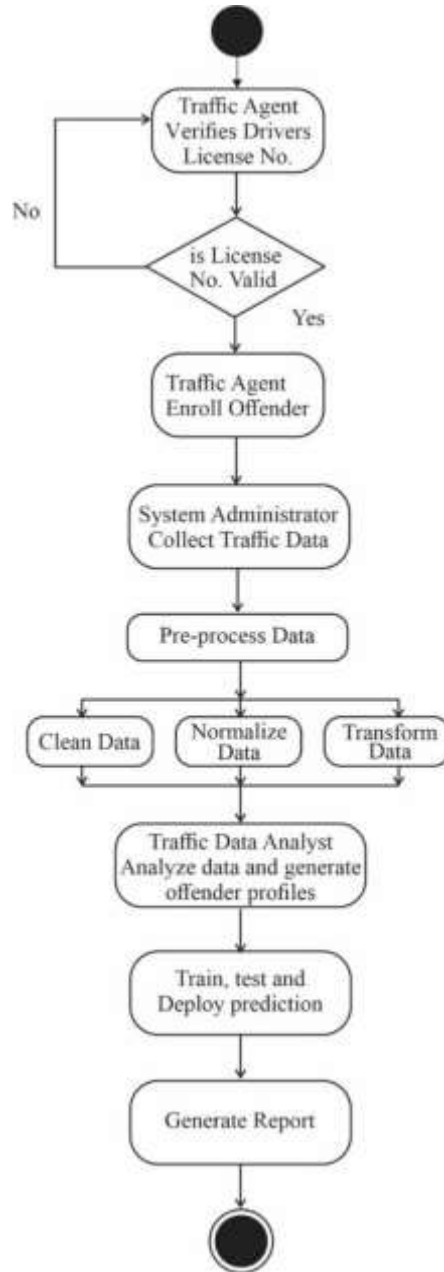 Traffic Agent
Verifies Drivers
License No.
No
is License
No. Valid
Yes
Traffic Agent
Enroll Offender
System Administrator
Collect Traffic Data
Pre-process Data
Clean Data
Normalize
Data
Transform
Data
Traffic Data Analyst
Analyze data and generate
offender profiles
Train, test and
Deploy prediction
Generate Report